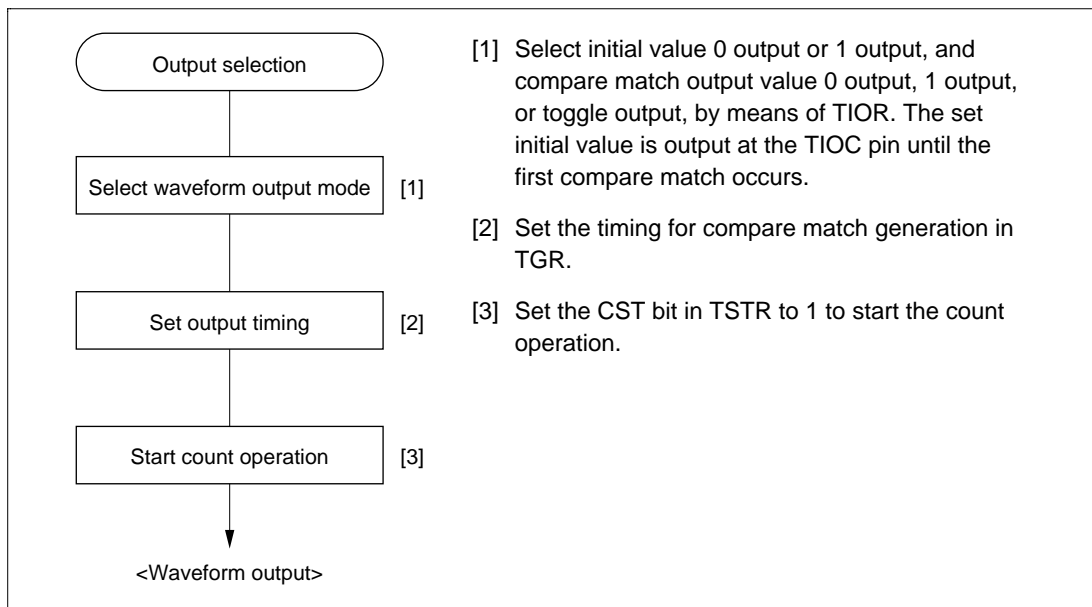 Output selection
Select waveform output mode [1]
Set output timing [2]
Start count operation [3]
<Waveform output>
[1] Select initial value 0 output or 1 output, and
compare match output value 0 output, 1 output,
or toggle output, by means of TIOR. The set
initial value is output at the TIOC pin until the
first compare match occurs.
[2] Set the timing for compare match generation in
TGR.
[3] Set the CST bit in TSTR to 1 to start the count
operation.